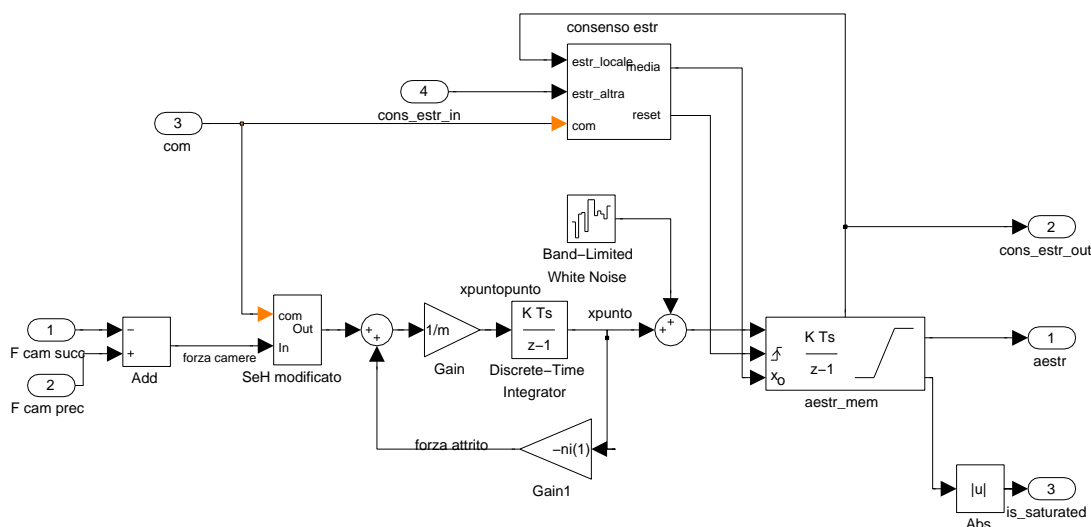 consenso estr
estr_locale
media
estr_altra
reset
com
4
cons_estr_in
3
com
Band−Limited
White Noise
2
cons_estr_out
xpuntopunto
xpunto
1
F cam succ
2
F cam prec
−
+
Add
forza camere
com
Out
In
SeH modificato
+
+
1/m
Gain
K Ts
z−1
Discrete−Time
Integrator
+
+
K Ts
z−1
xo
aestr_mem
1
aestr
forza attrito
−ni(1)
Gain1
|u|
Abs
3
is_saturated